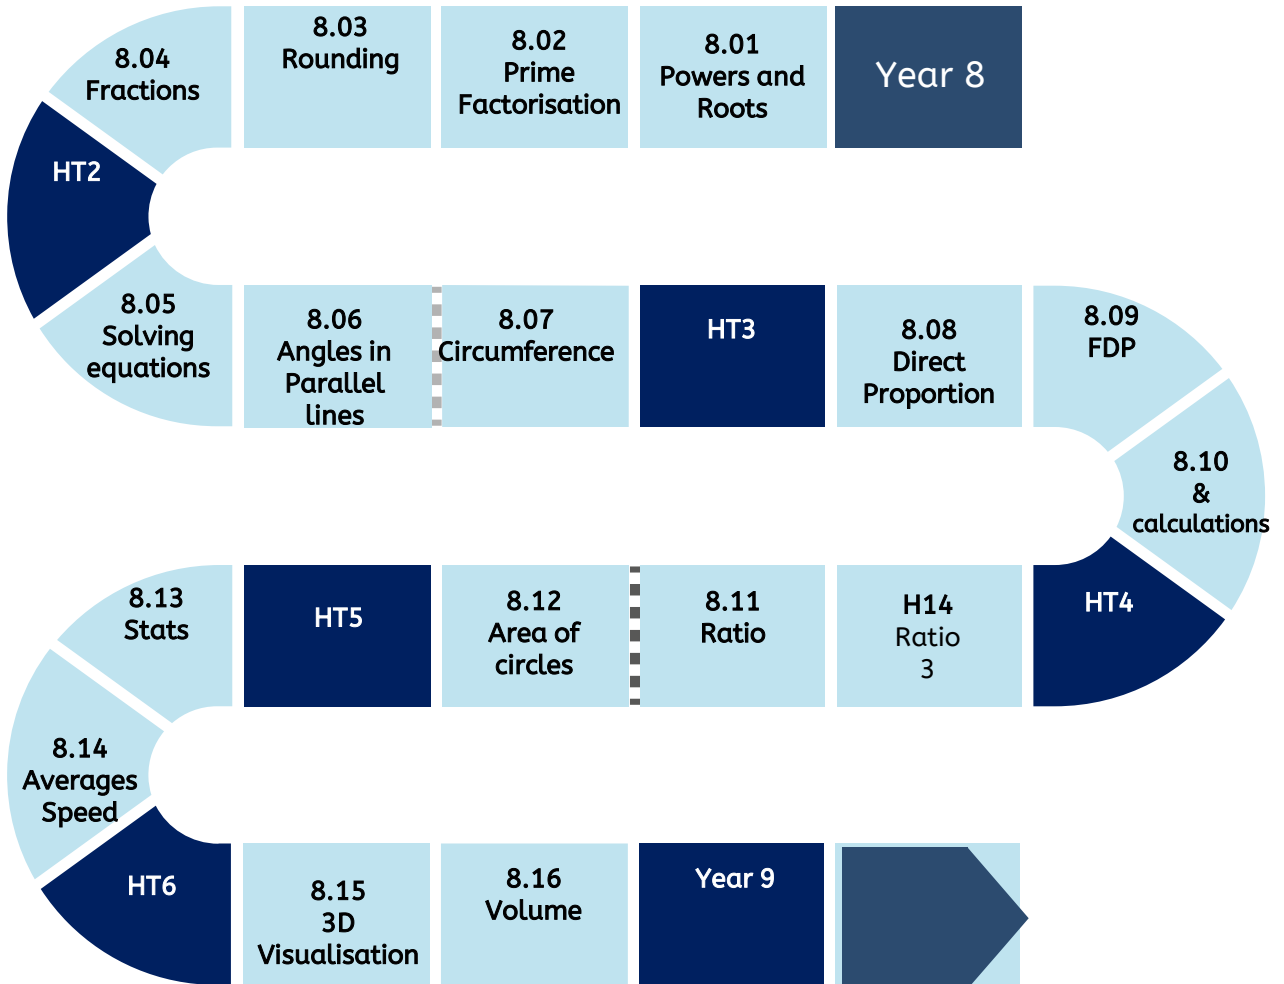 Year 8
8.01
Powers and
Roots
8.02
Prime
Factorisation
8.03
Rounding
8.04
Fractions
HT2
8.05
Solving
equations
8.06
Angles in
Parallel
lines
8.07
Circumference
HT3
8.08
Direct
Proportion
8.09
FDP
8.10
&
calculations
HT4
H14
Ratio
3
8.11
Ratio
8.12
Area of
circles
HT5
8.13
Stats
8.14
Averages
Speed
HT6
8.15
3D
Visualisation
8.16
Volume
Year 9